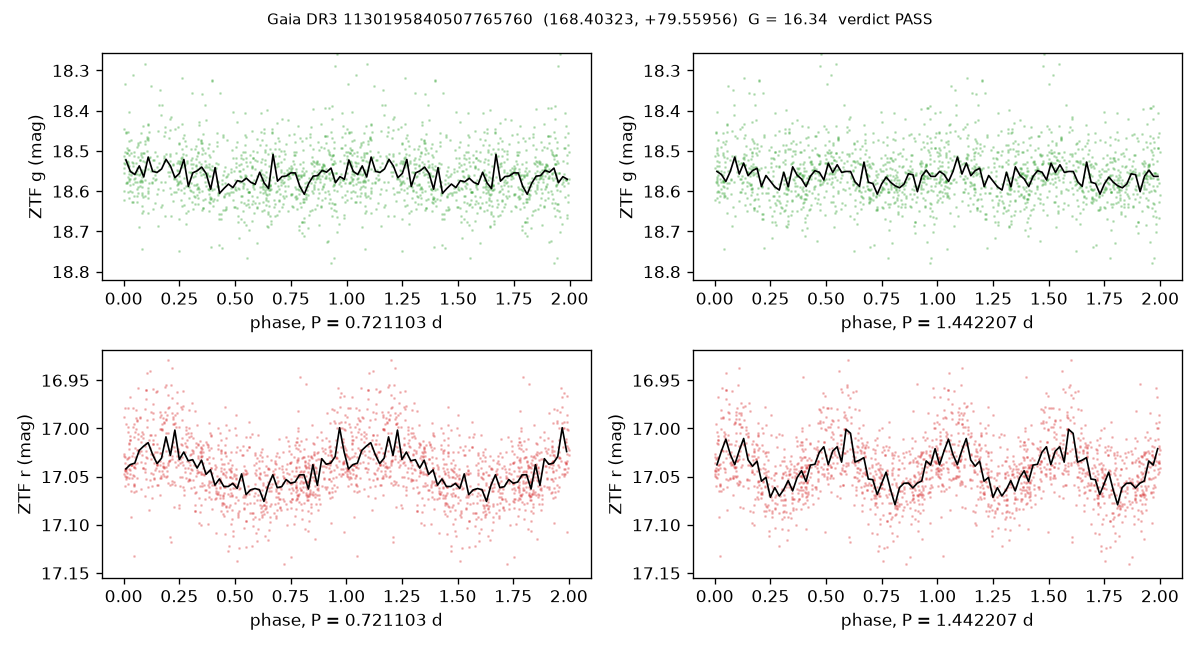 Gaia DR3 1130195840507765760 (168.40323, +79.55956) G = 16.34 verdict PASS
ZTF g (mag)
18.3
18.4
18.5
18.6
18.7
18.8
0.00 0.25 0.50 0.75 1.00 1.25 1.50 1.75 2.00
phase, P = 0.721103 d
ZTF g (mag)
18.3
18.4
18.5
18.6
18.7
18.8
0.00 0.25 0.50 0.75 1.00 1.25 1.50 1.75 2.00
phase, P = 1.442207 d
ZTF r (mag)
16.95
17.00
17.05
17.10
17.15
0.00 0.25 0.50 0.75 1.00 1.25 1.50 1.75 2.00
phase, P = 0.721103 d
ZTF r (mag)
16.95
17.00
17.05
17.10
17.15
0.00 0.25 0.50 0.75 1.00 1.25 1.50 1.75 2.00
phase, P = 1.442207 d